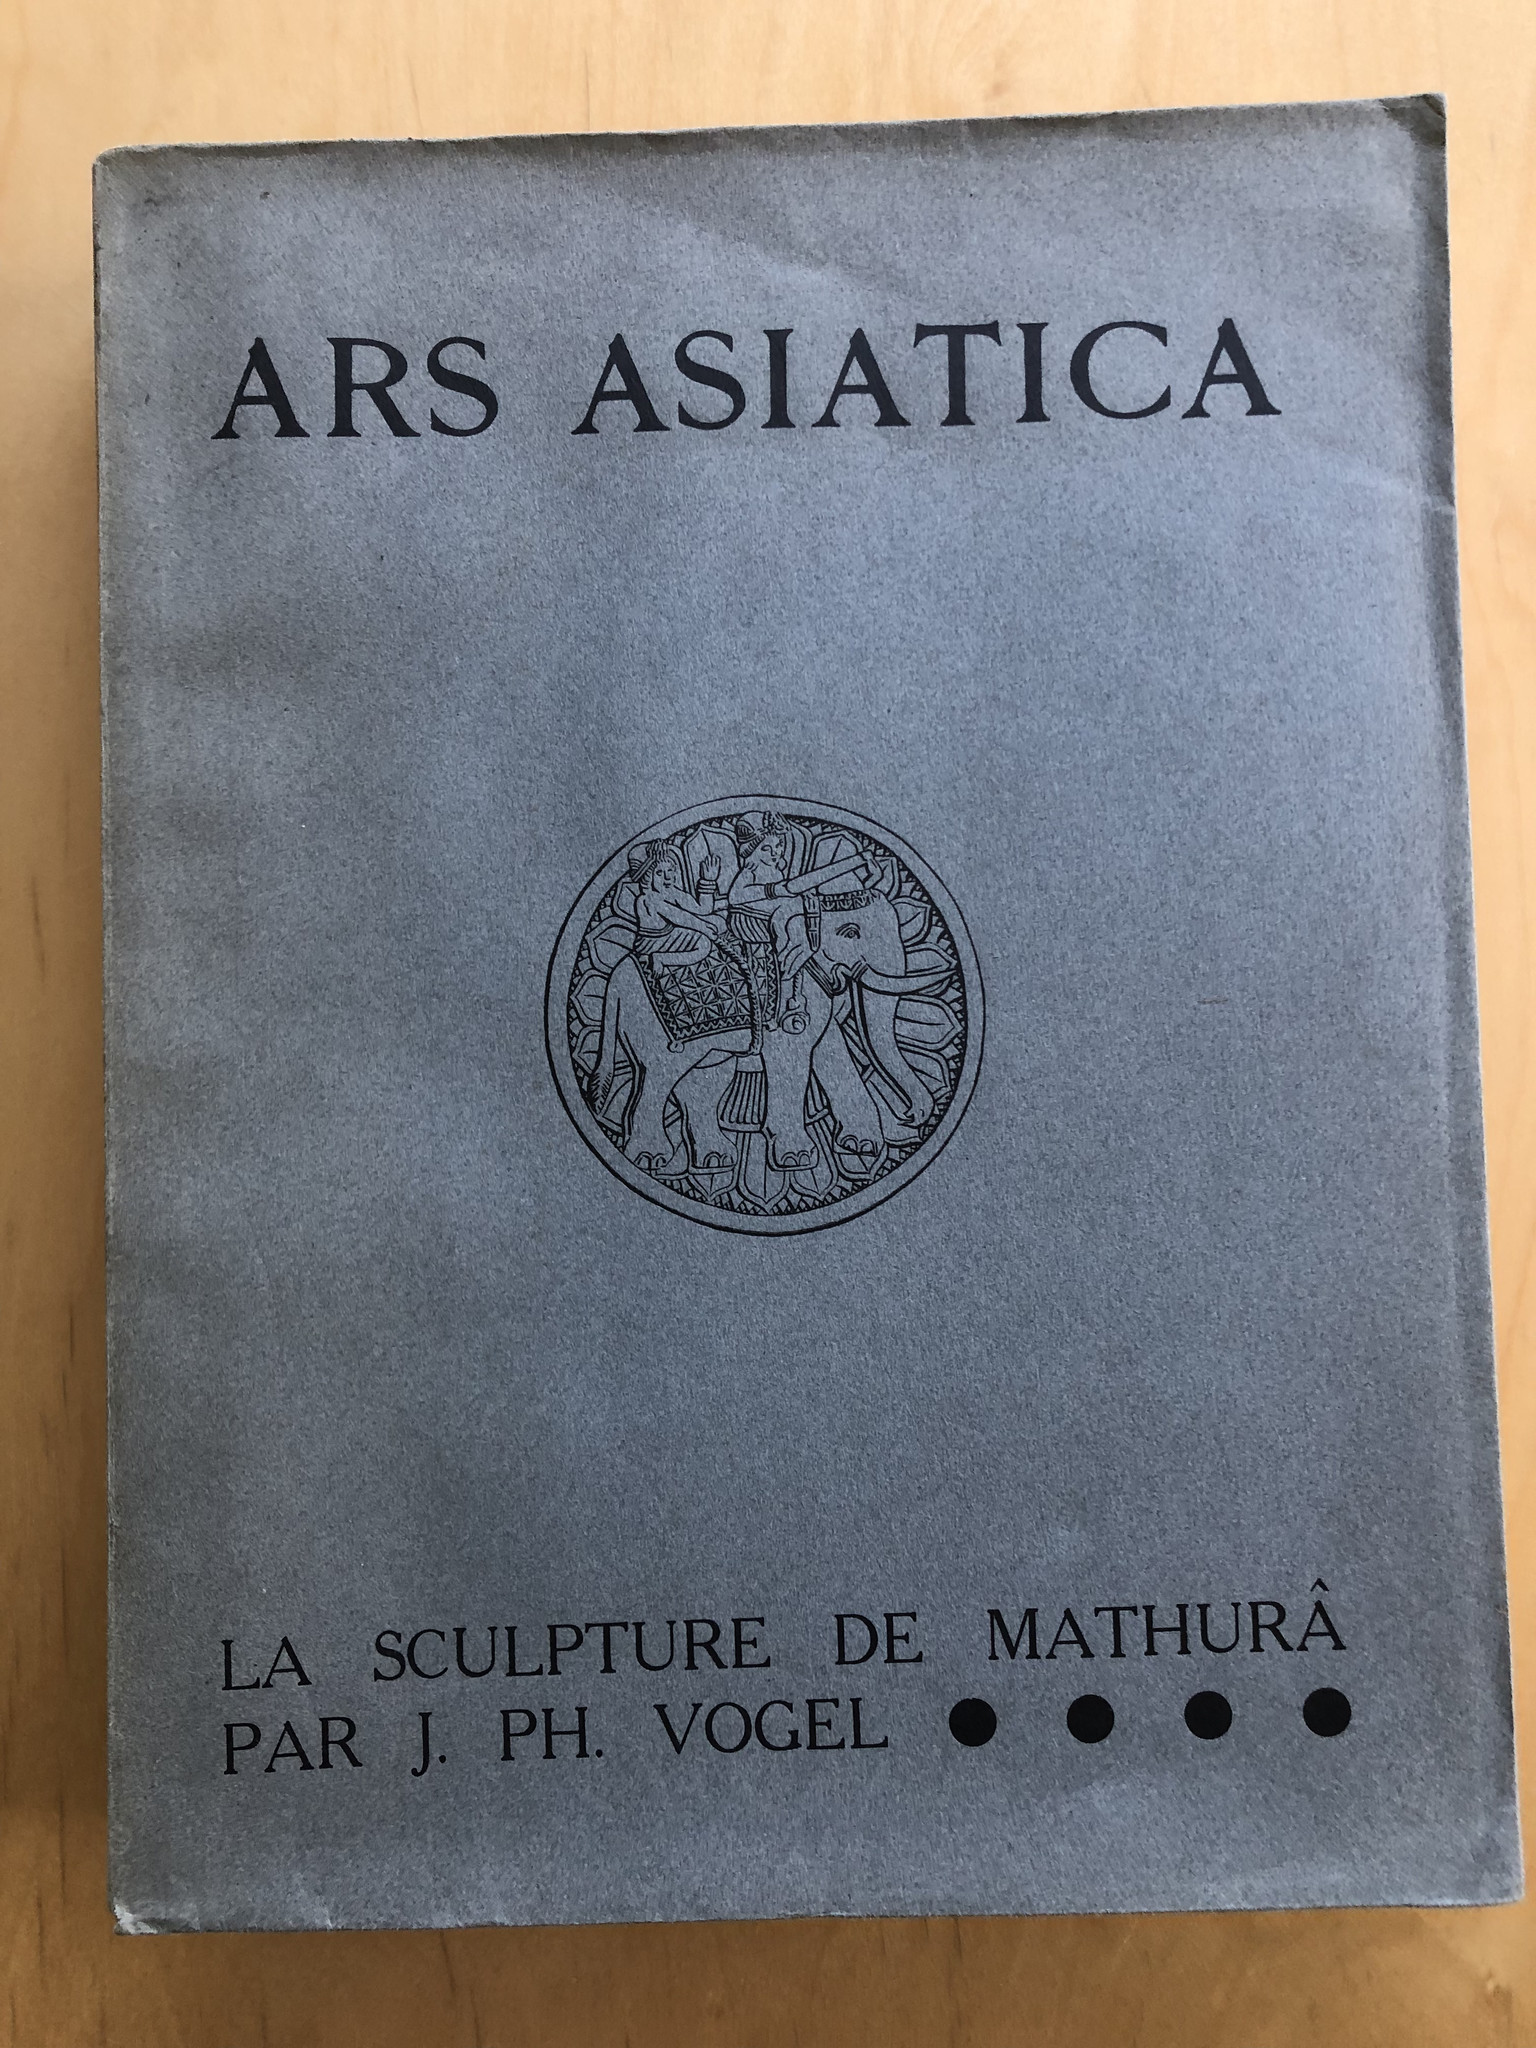 ARS ASIATICA
LA SCULPTURE DE MATHURÂ
PAR J. PH. VOGEL ● ● ● ●